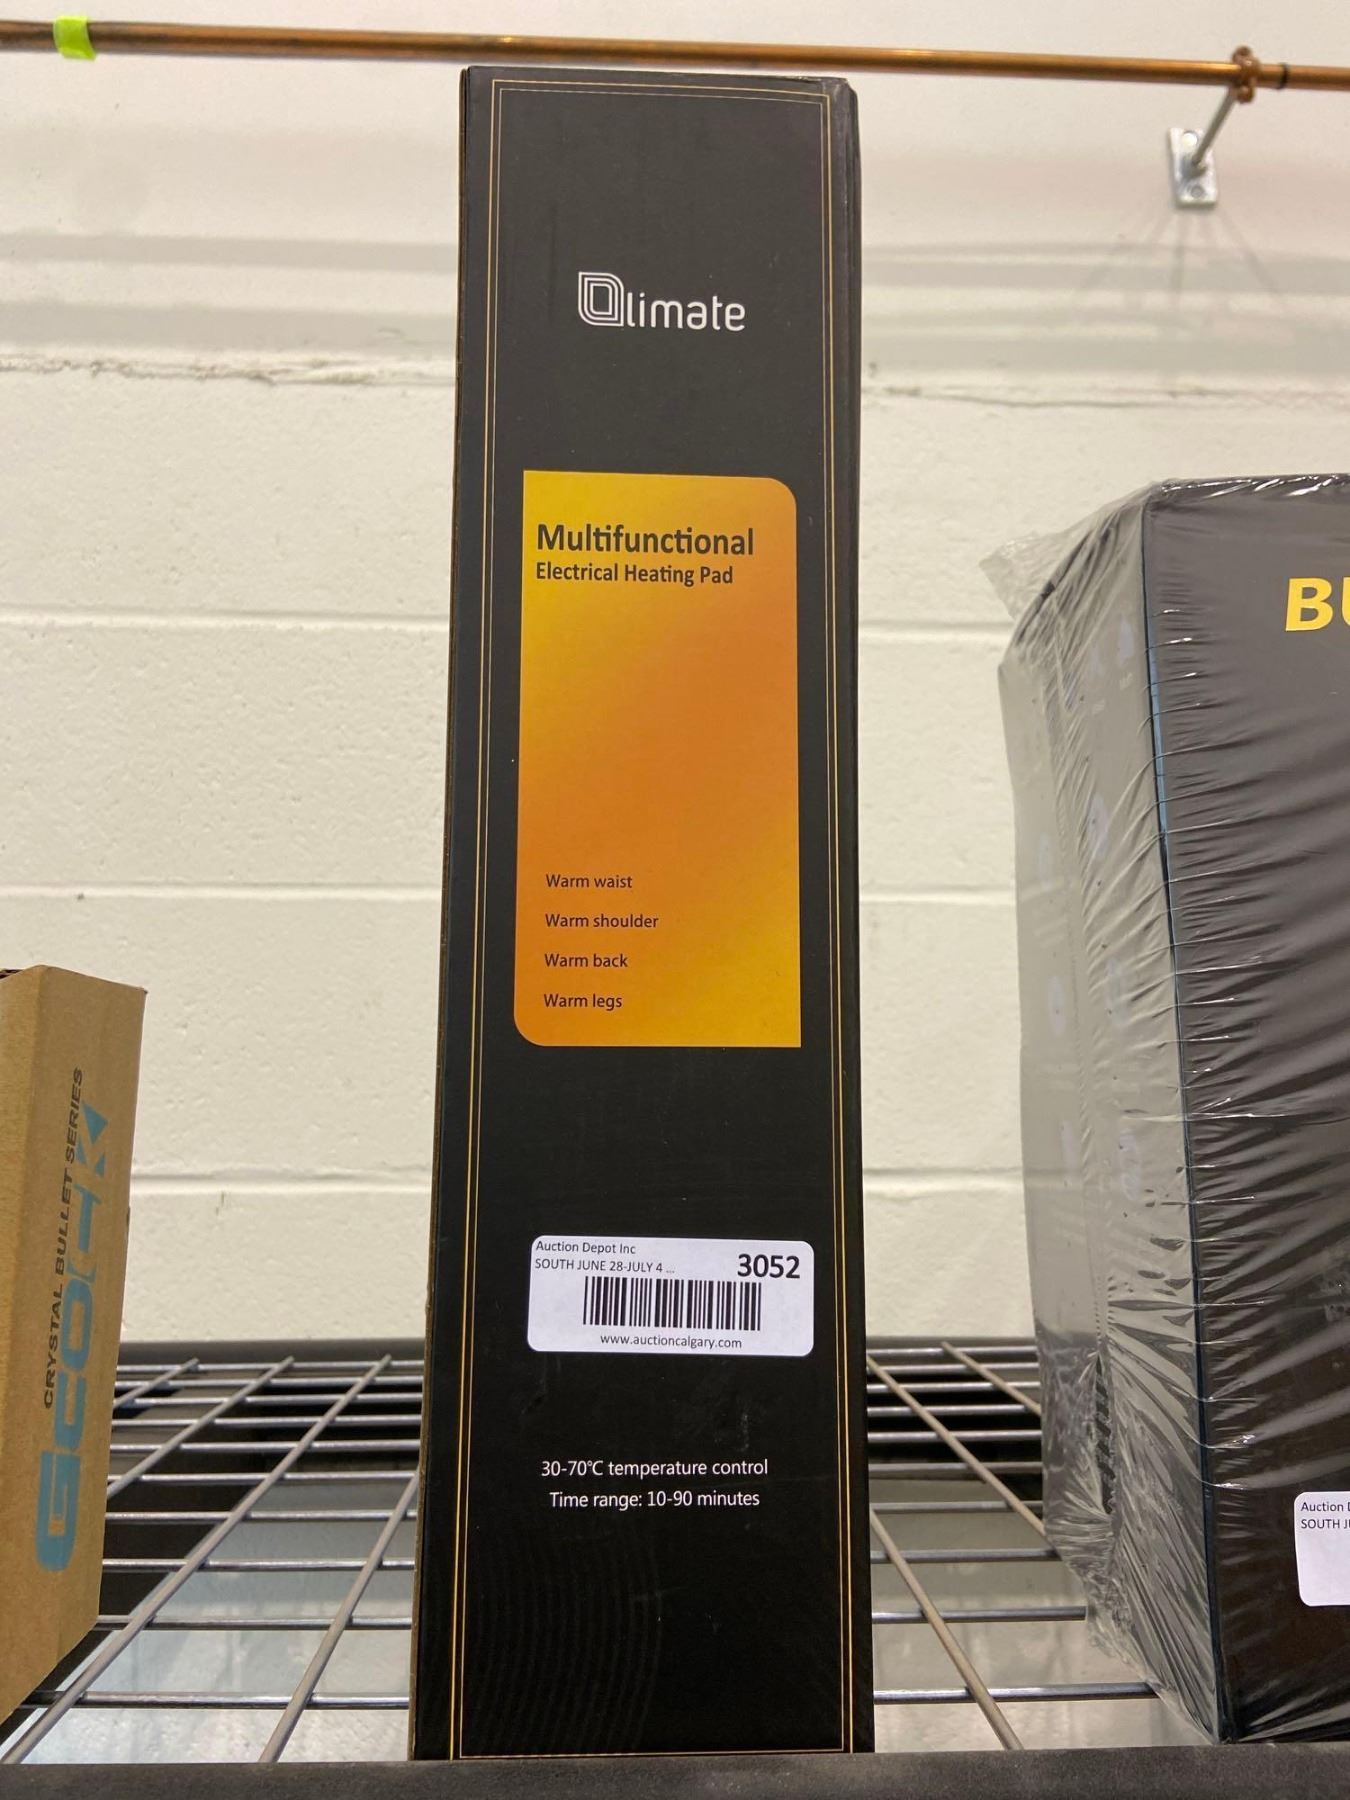 Qlimate
Multifunctional
Electrical Heating Pad
Warm waist
Warm shoulder
Warm back
Warm legs
Auction Depot Inc
SOUTH JUNE 28-JULY 4 ...
3052
www.auctioncalgary.com
30-70℃ temperature control
Time range: 10-90 minutes
CRYSTAL BULLET SERIES
BU
Auction D
SOUTH JU